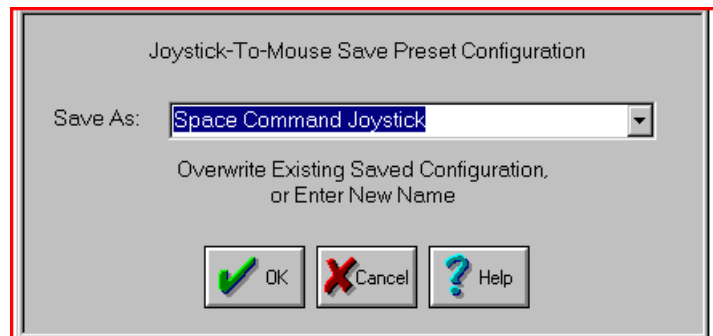 Joystick-To-Mouse Save Preset Configuration
Save As: Space Command Joystick
Overwrite Existing Saved Configuration,
or Enter New Name
OK Cancel Help